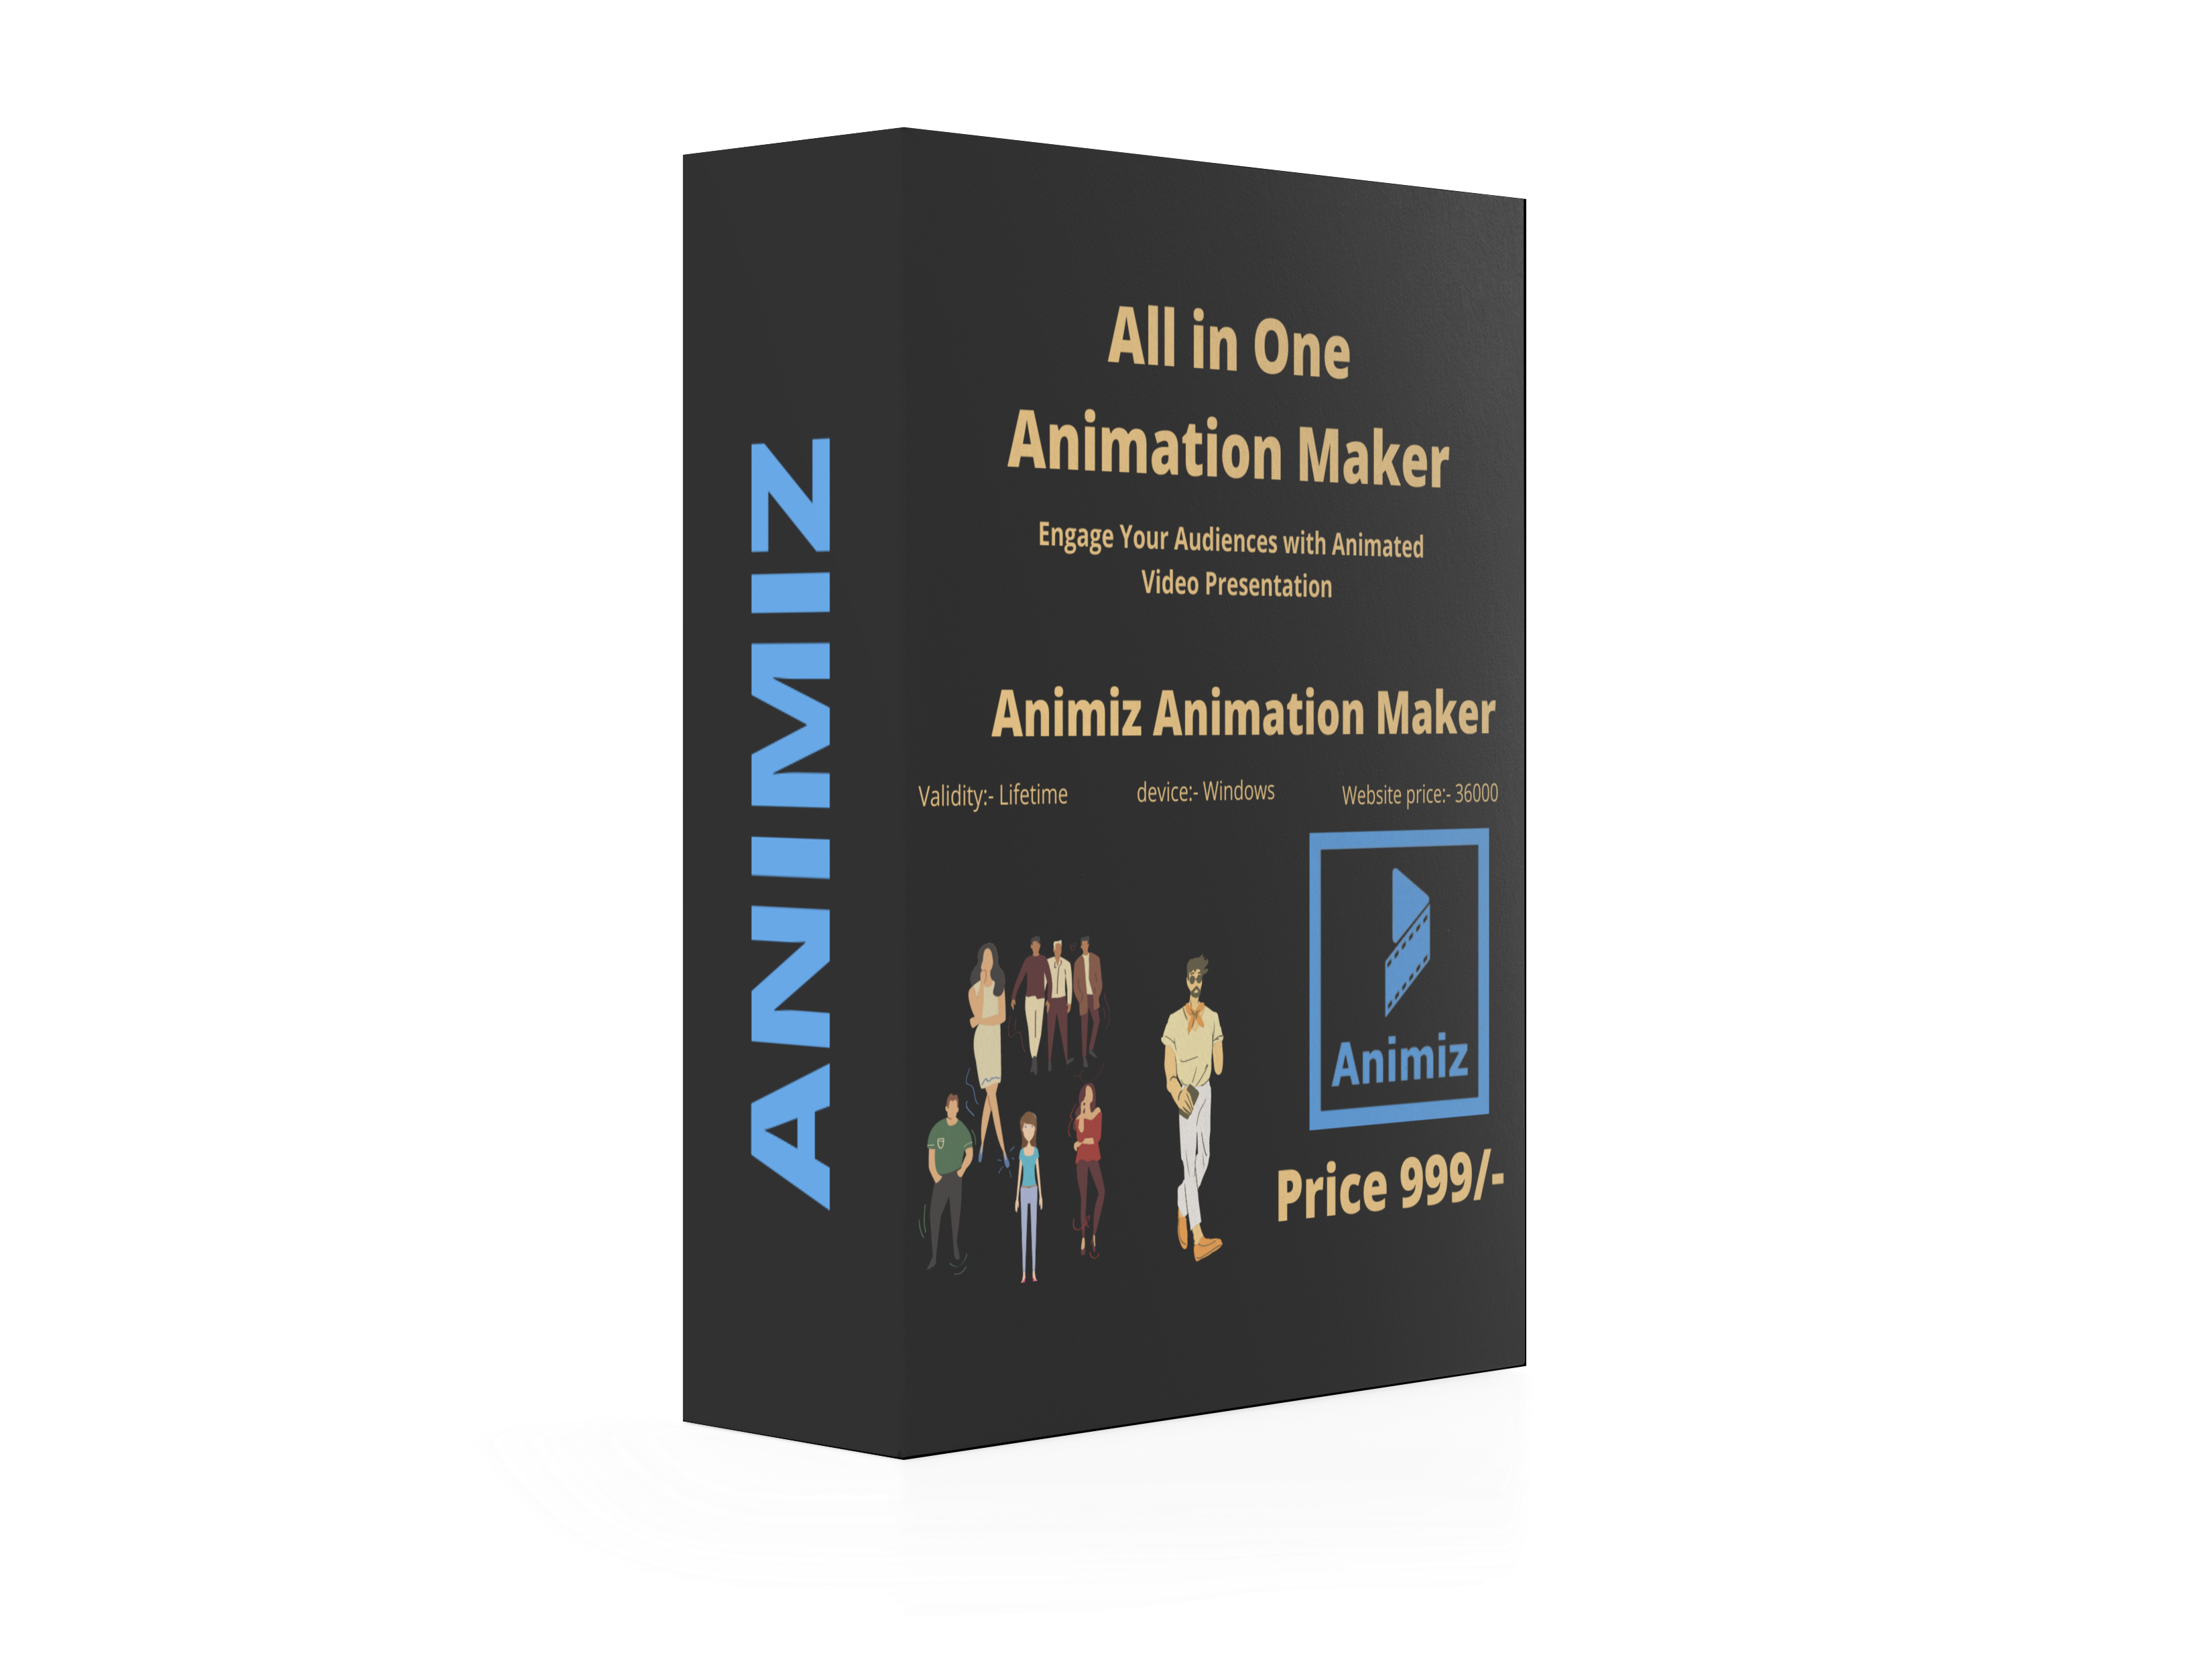 ANIMIZ
All in One
Animation Maker
Engage Your Audiences with Animated
Video Presentation
Animiz Animation Maker
Validity:- Lifetime device:- Windows Website price:- 36000
Animiz
Price 999/-